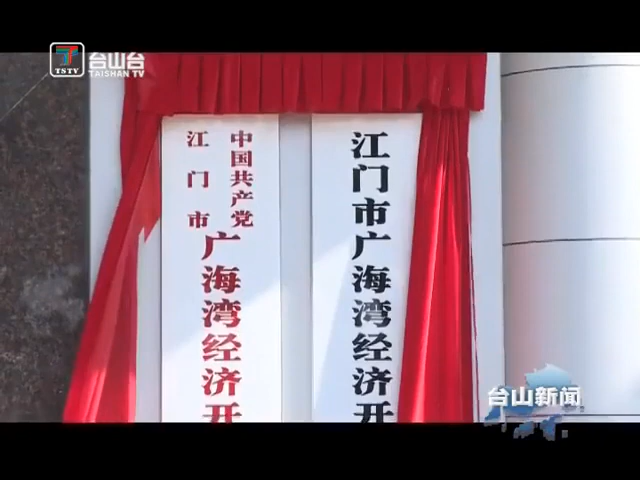 TSTV
台山台
TAISHAN TV
中国共产党
江门市
广海湾经济开
江门市广海湾经济开
台山新闻